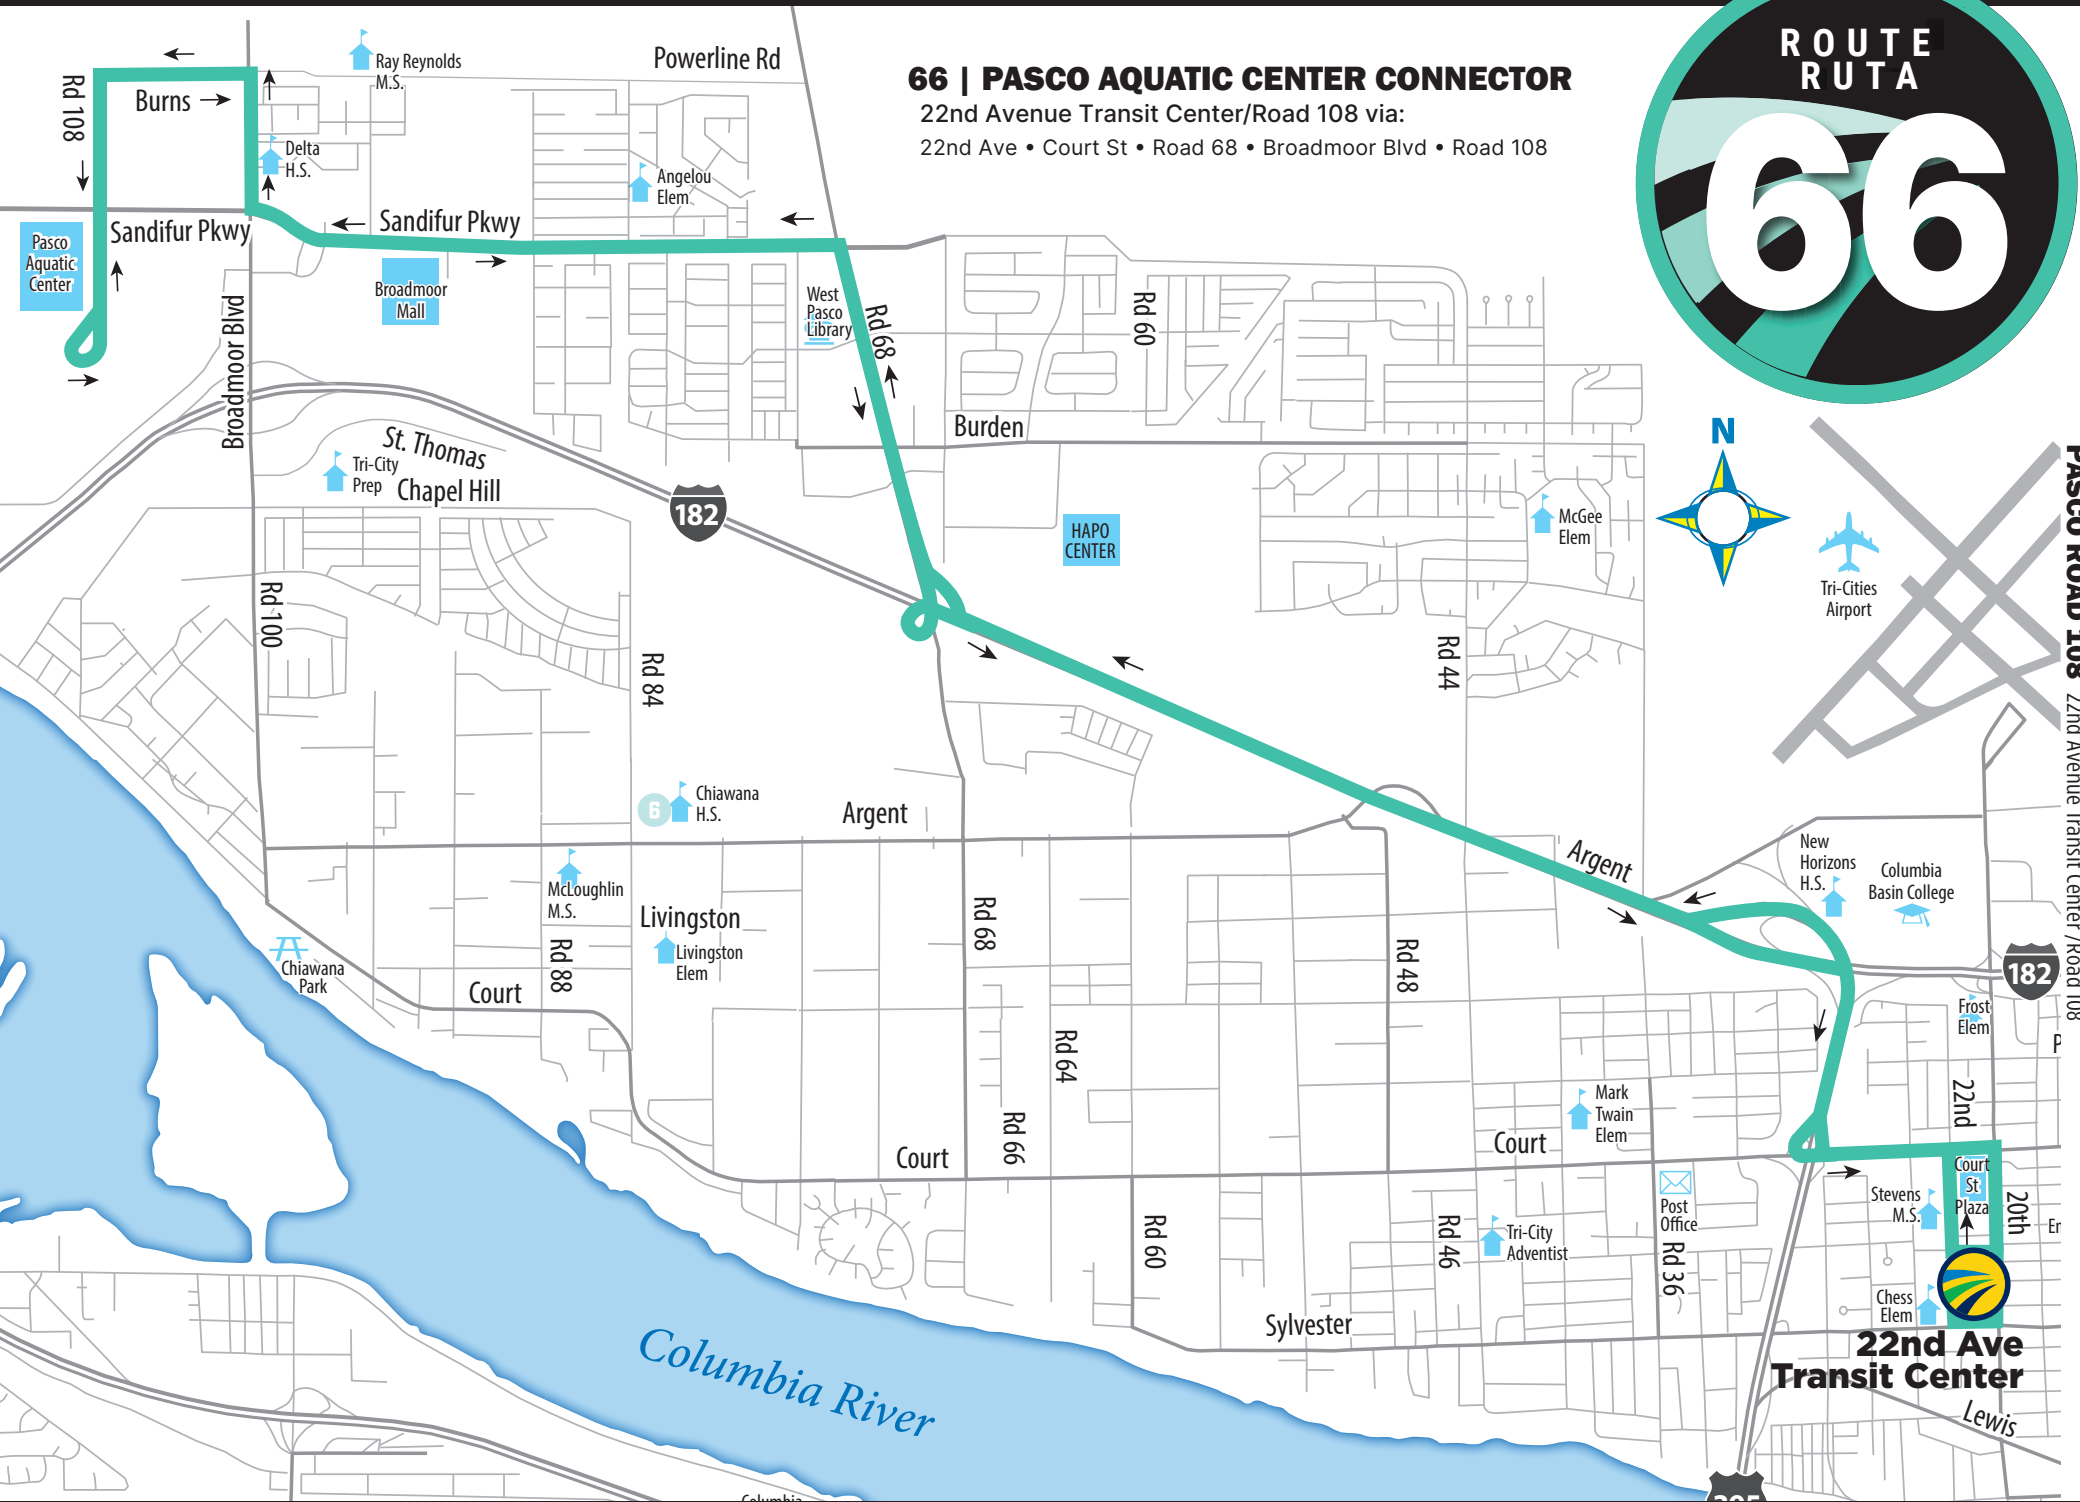 ROUTE
RUTA
66
66 | PASCO AQUATIC CENTER CONNECTOR
22nd Avenue Transit Center/Road 108 via:
22nd Ave • Court St • Road 68 • Broadmoor Blvd • Road 108
Powerline Rd
Ray Reynolds
M.S.
Rd 108
Burns
Delta
H.S.
Angelou
Elem
Sandifur Pkwy
Sandifur Pkwy
Pasco
Aquatic
Center
Broadmoor
Mall
West
Pasco
Library
Rd 68
Rd 60
Broadmoor Blvd
Burden
St. Thomas
Tri-City
Prep
Chapel Hill
182
HAPO
CENTER
McGee
Elem
N
Tri-Cities
Airport
PASCO ROAD 108 22nd Avenue Transit Center /Road 108
Rd 100
Rd 84
Rd 44
6
Chiawana
H.S.
Argent
Argent
New
Horizons
H.S.
Columbia
Basin College
McLoughlin
M.S.
Livingston
Livingston
Elem
Rd 88
Rd 68
Rd 48
182
Chiawana
Park
Court
Frost
Elem
P
Rd 64
Rd 66
Mark
Twain
Elem
22nd
Court
Court
Court
St
Plaza
Post
Office
Stevens
M.S.
20th
Er
Rd 60
Rd 46
Tri-City
Adventist
Rd 36
Chess
Elem
Sylvester
22nd Ave
Transit Center
Columbia River
Lewis
395
Columbia